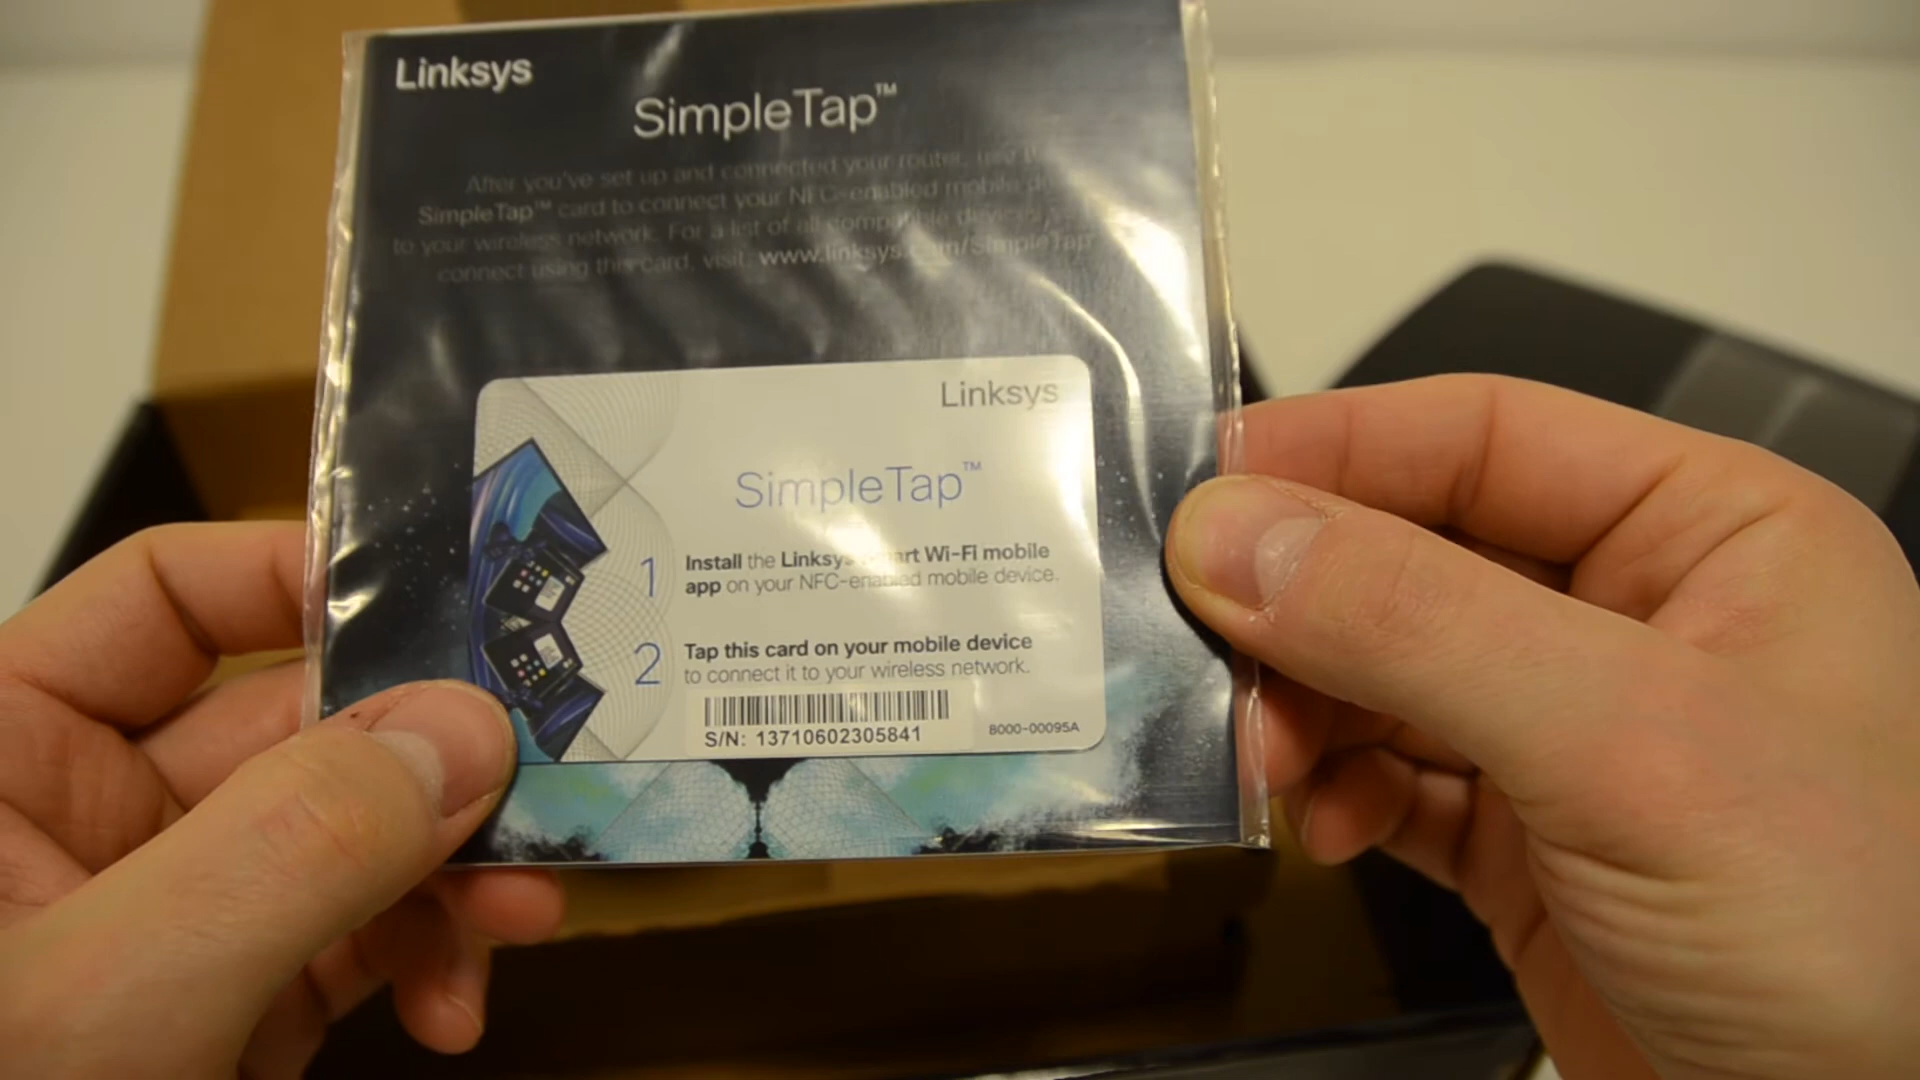 Linksys
SimpleTap™
After you've set up and connected your router, use
SimpleTap™ card to connect your NFC-enabled mobile
to your wireless network. For a list of all compatible devices
connect using this card, visit: www.linksys.com/SimpleTap
Linksys
SimpleTap™
1 Install the Linksys Smart Wi-Fi mobile
app on your NFC-enabled mobile device.
2 Tap this card on your mobile device
to connect it to your wireless network.
S/N: 13710602305841
8000-00095A